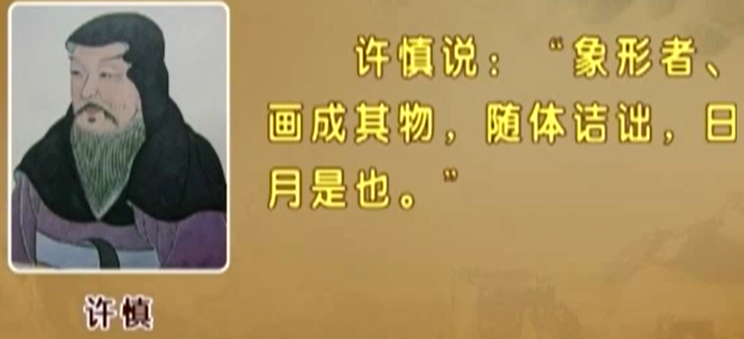 许慎说：“象形者、
画成其物，随体诘诎，日
月是也。”
许慎